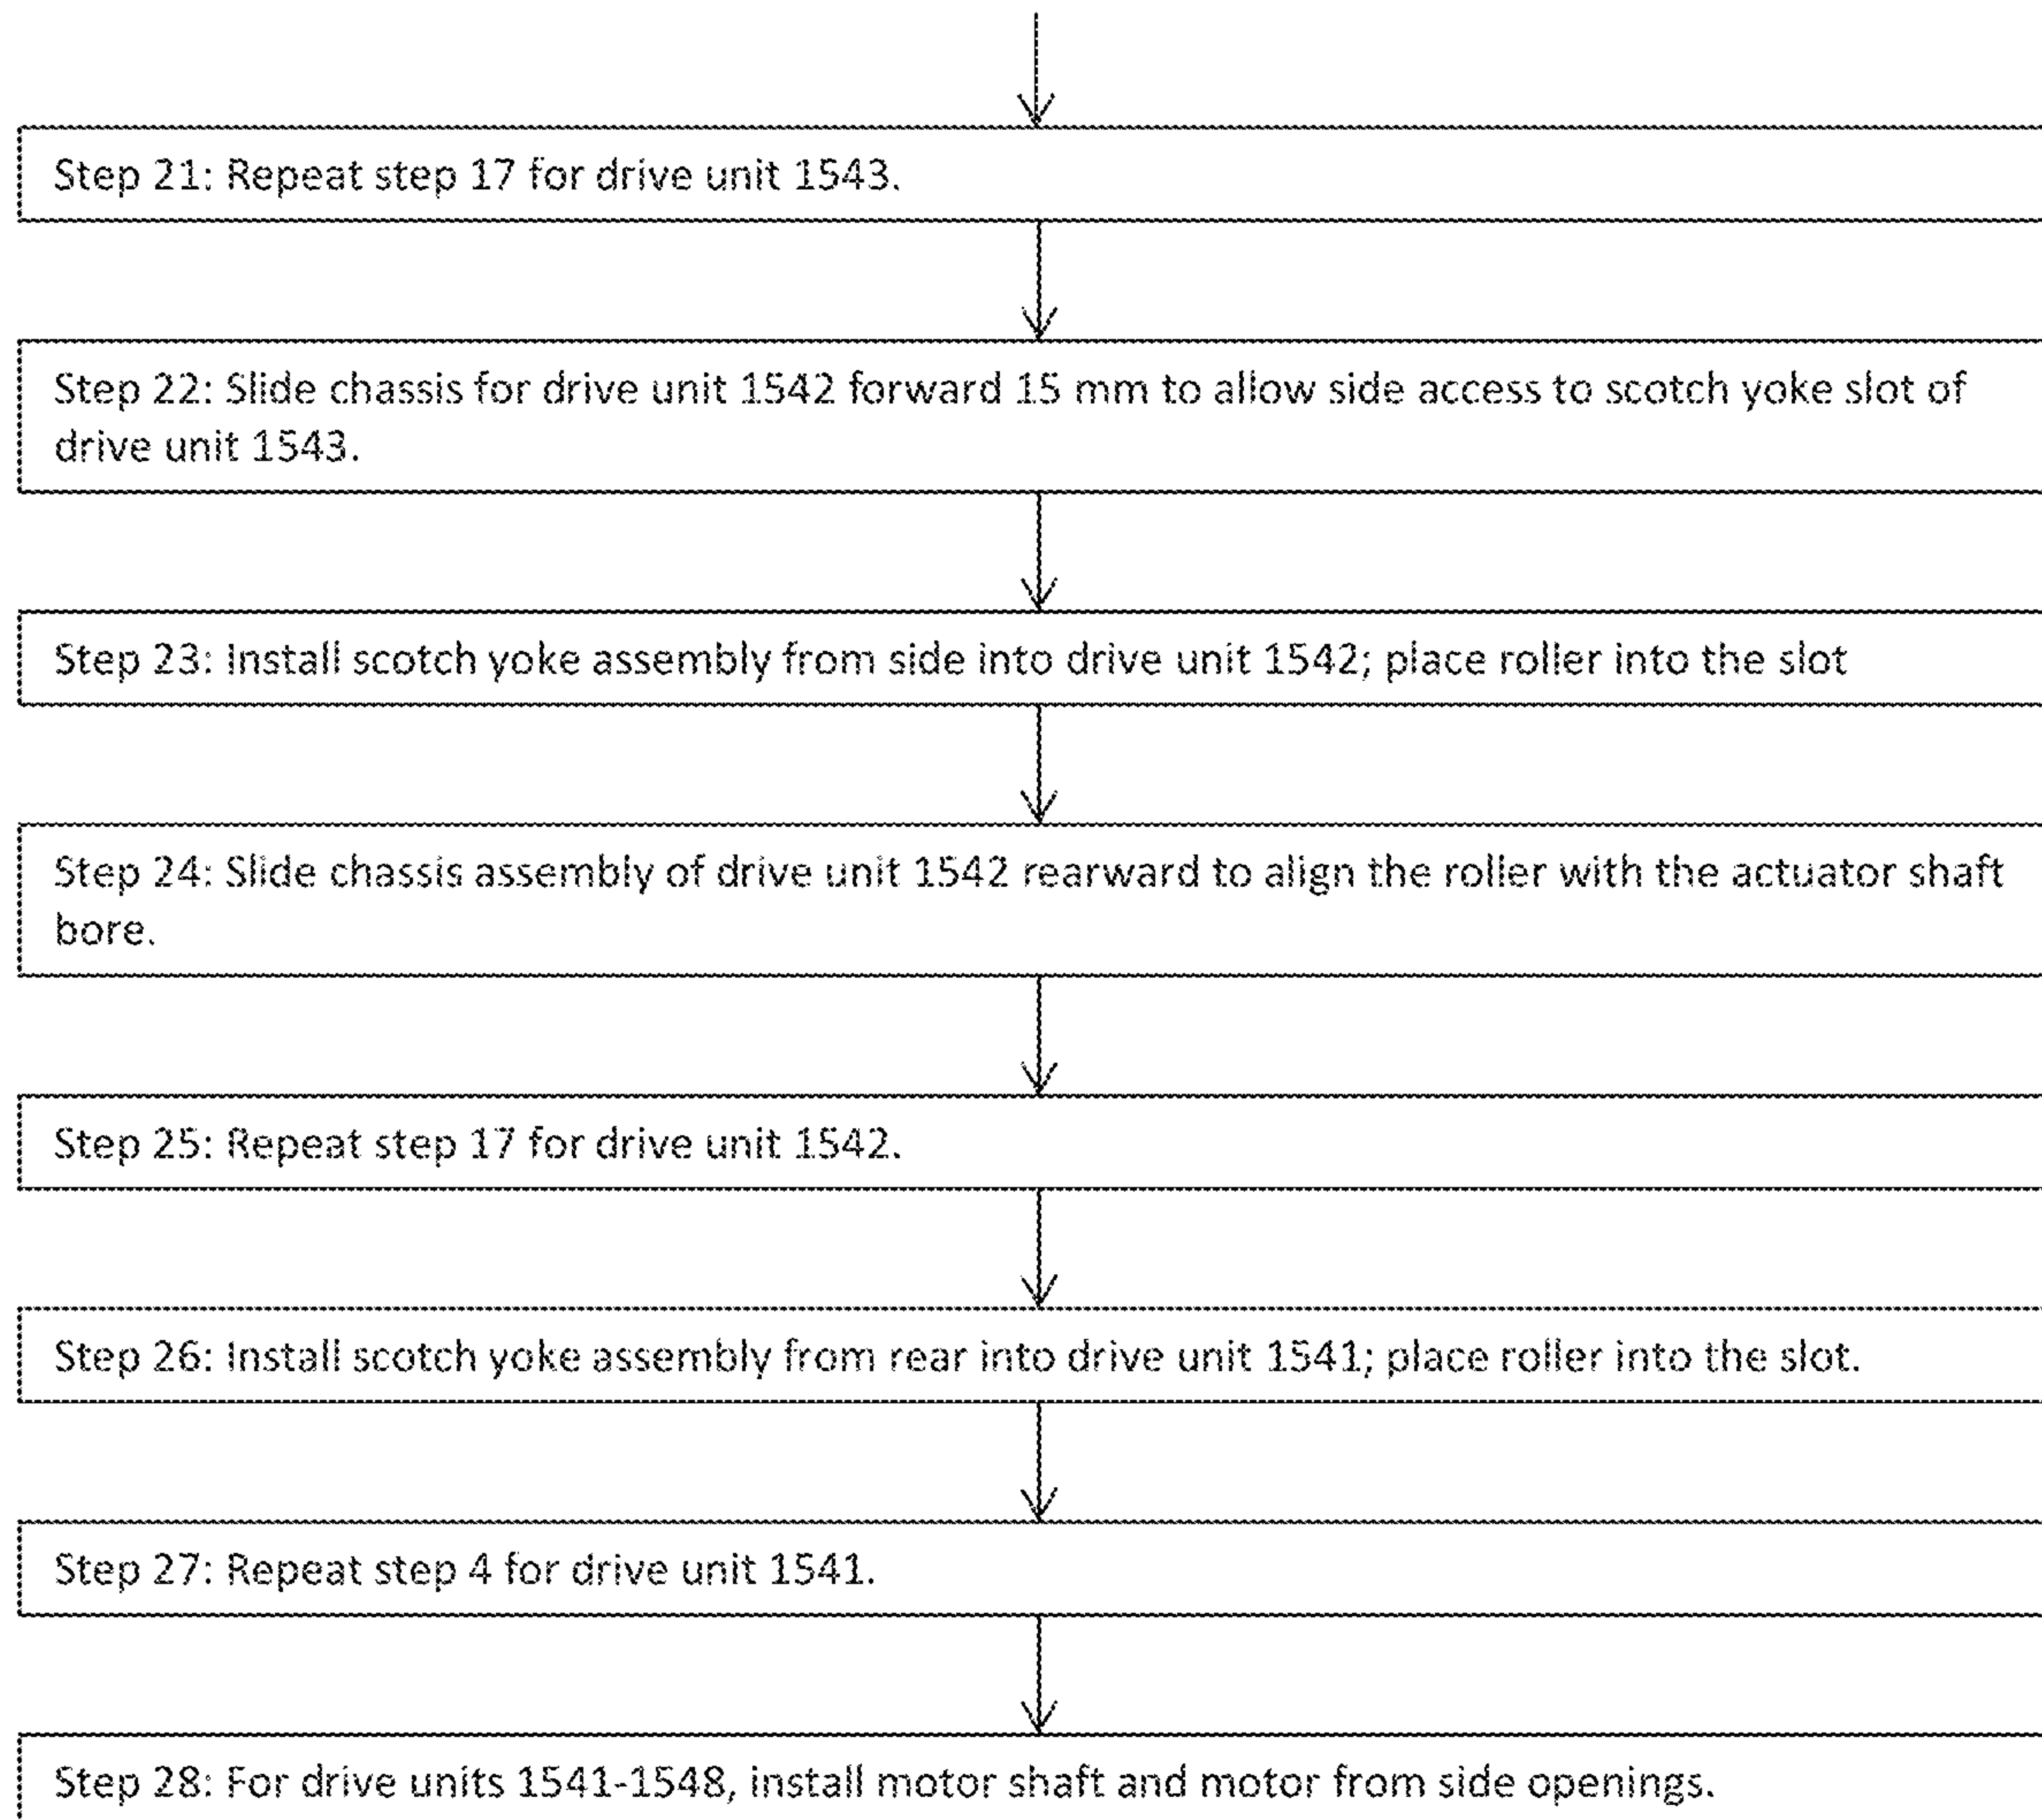 Step 21: Repeat step 17 for drive unit 1543.
Step 22: Slide chassis for drive unit 1542 forward 15 mm to allow side access to scotch yoke slot of
drive unit 1543.
Step 23: Install scotch yoke assembly from side into drive unit 1542; place roller into the slot
Step 24: Slide chassis assembly of drive unit 1542 rearward to align the roller with the actuator shaft
bore.
Step 25: Repeat step 17 for drive unit 1542.
Step 26: Install scotch yoke assembly from rear into drive unit 1541; place roller into the slot.
Step 27: Repeat step 4 for drive unit 1541.
Step 28: For drive units 1541-1548, install motor shaft and motor from side openings.